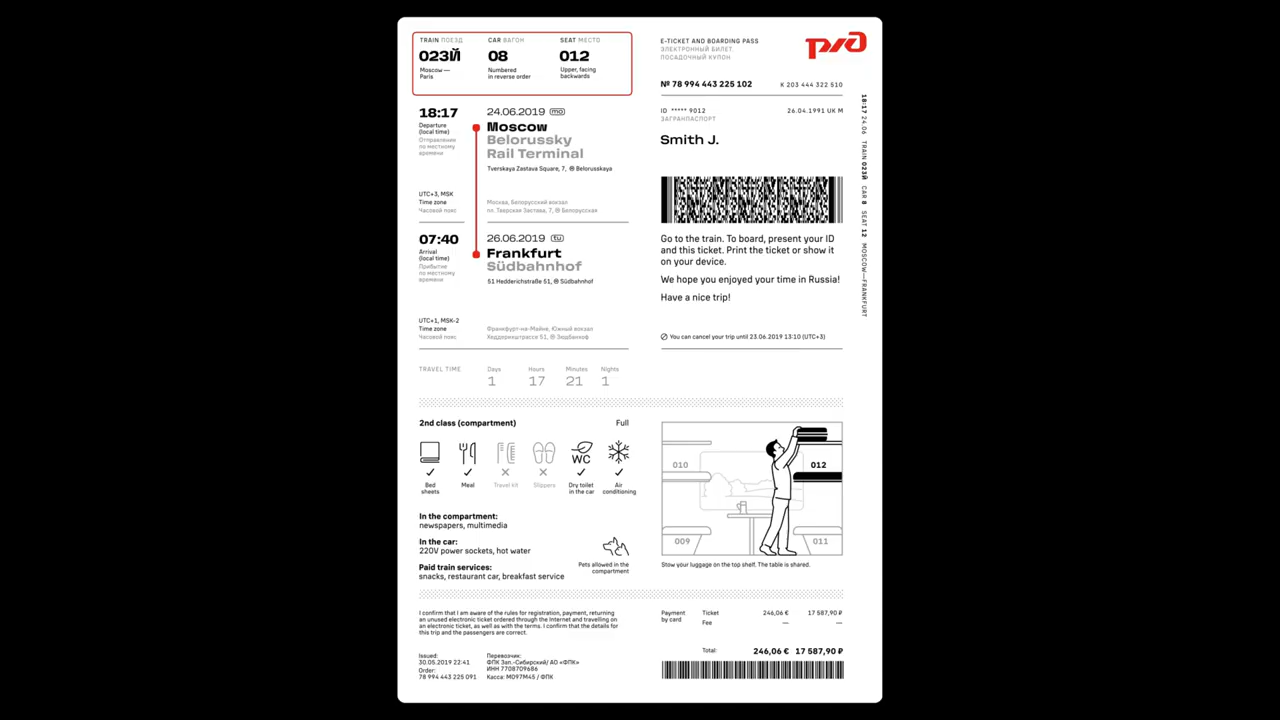 TRAIN ПОЕЗД
023Й
Moscow —
Paris
CAR ВАГОН
08
Numbered
in reverse order
SEAT МЕСТО
012
Upper, facing
backwards
E-TICKET AND BOARDING PASS
ЭЛЕКТРОННЫЙ БИЛЕТ
ПОСАДОЧНЫЙ КУПОН
№ 78 994 443 225 102
К 203 444 322 510
18:17
Departure
(local time)
Отправление
по местному
времени
UTC+3, MSK
Time zone
Часовой пояс
24.06.2019 mo
Moscow
Belorussky
Rail Terminal
Tverskaya Zastava Square, 7, Ⓜ Belorusskaya
Москва, Белорусский вокзал
пл. Тверская Застава, 7, Ⓜ Белорусская
07:40
Arrival
(local time)
Прибытие
по местному
времени
UTC+1, MSK-2
Time zone
Часовой пояс
26.06.2019 tu
Frankfurt
Südbahnhof
51 Hedderichstraße 51, Ⓜ Südbahnhof
Франкфурт-на-Майне, Южный вокзал
Хеддерихштрассе 51, Ⓜ Зюдбанхоф
ID ***** 9012
ЗАГРАНПАСПОРТ
26.04.1991 UK M
Smith J.
Go to the train. To board, present your ID
and this ticket. Print the ticket or show it
on your device.
We hope you enjoyed your time in Russia!
Have a nice trip!
You can cancel your trip until 23.06.2019 13:10 (UTC+3)
18:17 24.06 TRAIN 023Й CAR 8 SEAT 12 MOSCOW—FRANKFURT
TRAVEL TIME
Days
1
Hours
17
Minutes
21
Nights
1
2nd class (compartment)
Full
WC
Bed
sheets
Meal
Travel kit
Slippers
Dry toilet
in the car
Air
conditioning
In the compartment:
newspapers, multimedia
In the car:
220V power sockets, hot water
Paid train services:
snacks, restaurant car, breakfast service
Pets allowed in the
compartment
010
012
009
011
Stow your luggage on the top shelf. The table is shared.
I confirm that I am aware of the rules for registration, payment, returning
an unused electronic ticket ordered through the Internet and travelling on
an electronic ticket, as well as with the terms. I confirm that the details for
this trip and the passengers are correct.
Issued:
30.05.2019 22:41
Order:
78 994 443 225 091
Перевозчик:
ФПК Зап.-Сибирский/ АО «ФПК»
ИНН 7708709686
Касса: МО97М45 / ФПК
Payment
by card
Ticket 246,06 € 17 587,90 ₽
Fee — —
Total: 246,06 € 17 587,90 ₽